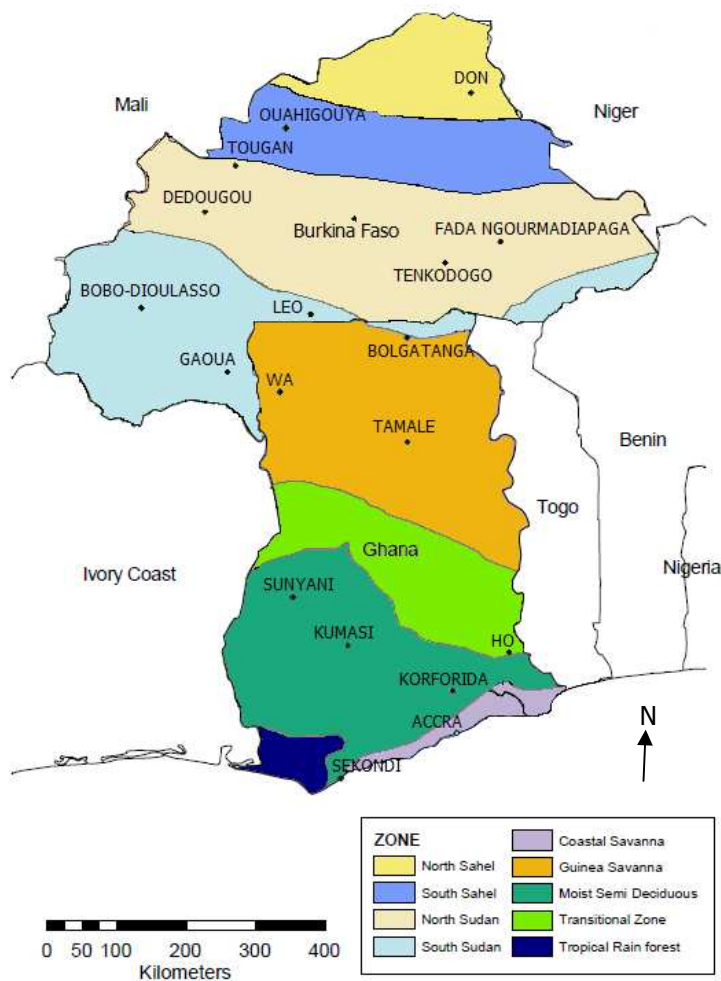 DON
Mali
OUAHIGOUYA
Niger
TOUGAN
DEDOUGOU
Burkina Faso
FADA NGOURMADIAPAGA
TENKODOGO
BOBO-DIOULASSO
LEO
BOLGATANGA
GAOUA
WA
TAMALE
Benin
Togo
Ghana
Ivory Coast
Nigeria
SUNYANI
KUMASI
HO
KORFORIDA
ACCRA
N
SEKONDI
ZONE
North Sahel
South Sahel
North Sudan
South Sudan
Coastal Savanna
Guinea Savanna
Moist Semi Deciduous
Transitional Zone
Tropical Rain forest
0 50 100 200 300 400
Kilometers